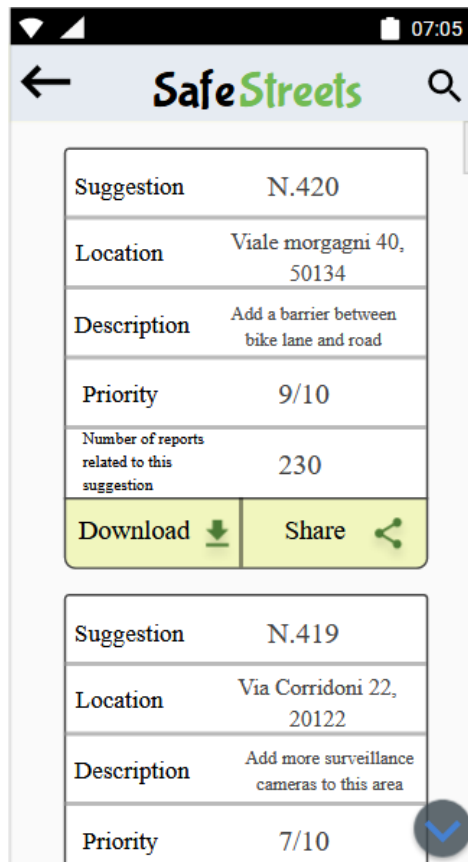 07:05
SafeStreets
Suggestion N.420
Location Viale morgagni 40,
50134
Description Add a barrier between
bike lane and road
Priority 9/10
Number of reports
related to this
suggestion
230
Download Share
Suggestion N.419
Location Via Corridoni 22,
20122
Description Add more surveillance
cameras to this area
Priority 7/10